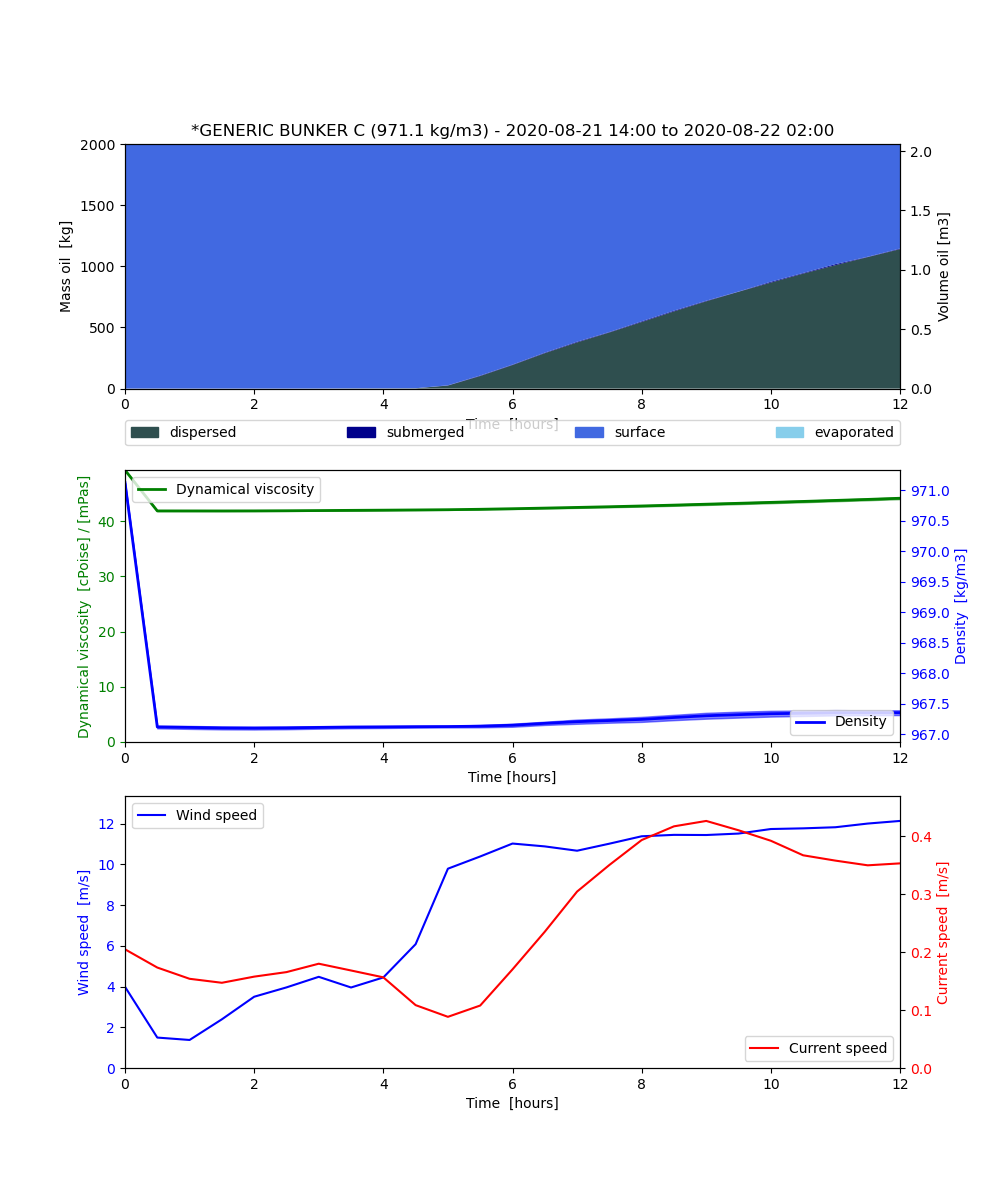 *GENERIC BUNKER C (971.1 kg/m3) - 2020-08-21 14:00 to 2020-08-22 02:00
Mass oil [kg]
2000
1500
1000
500
0
2.0
1.5
1.0
0.5
0.0
Volume oil [m3]
0 2 4 6 8 10 12
Time [hours]
dispersed submerged surface evaporated
Dynamical viscosity [cPoise] / [mPas]
40
30
20
10
0
Dynamical viscosity
971.0
970.5
970.0
969.5
969.0
968.5
968.0
967.5
967.0
Density [kg/m3]
Density
0 2 4 6 8 10 12
Time [hours]
Wind speed [m/s]
12
10
8
6
4
2
0
Wind speed
0.4
0.3
0.2
0.1
0.0
Current speed [m/s]
Current speed
0 2 4 6 8 10 12
Time [hours]